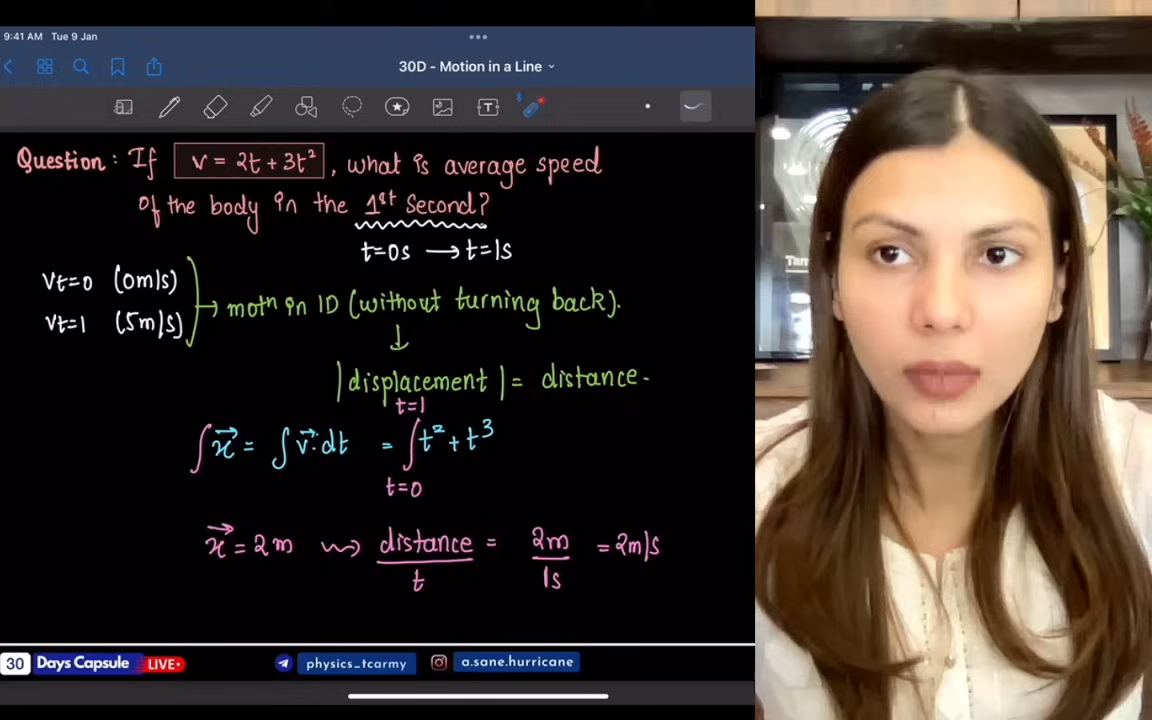 9:41 AM Tue 9 Jan
30D - Motion in a Line
Question: If v = 2t + 3t², what is average speed
of the body in the 1st Second?
t=0s → t=1s
Vt=0 (0m/s)
Vt=1 (5m/s)
→ motn in 1D (without turning back).
↓
|displacement| = distance.
∫x⃗ = ∫v⃗.dt = ∫t² + t³
t=1
t=0
x⃗ = 2m ⇝ distance/t = 2m/1s = 2m/s
30 Days Capsule LIVE
physics_tcarmy
a.sane.hurricane